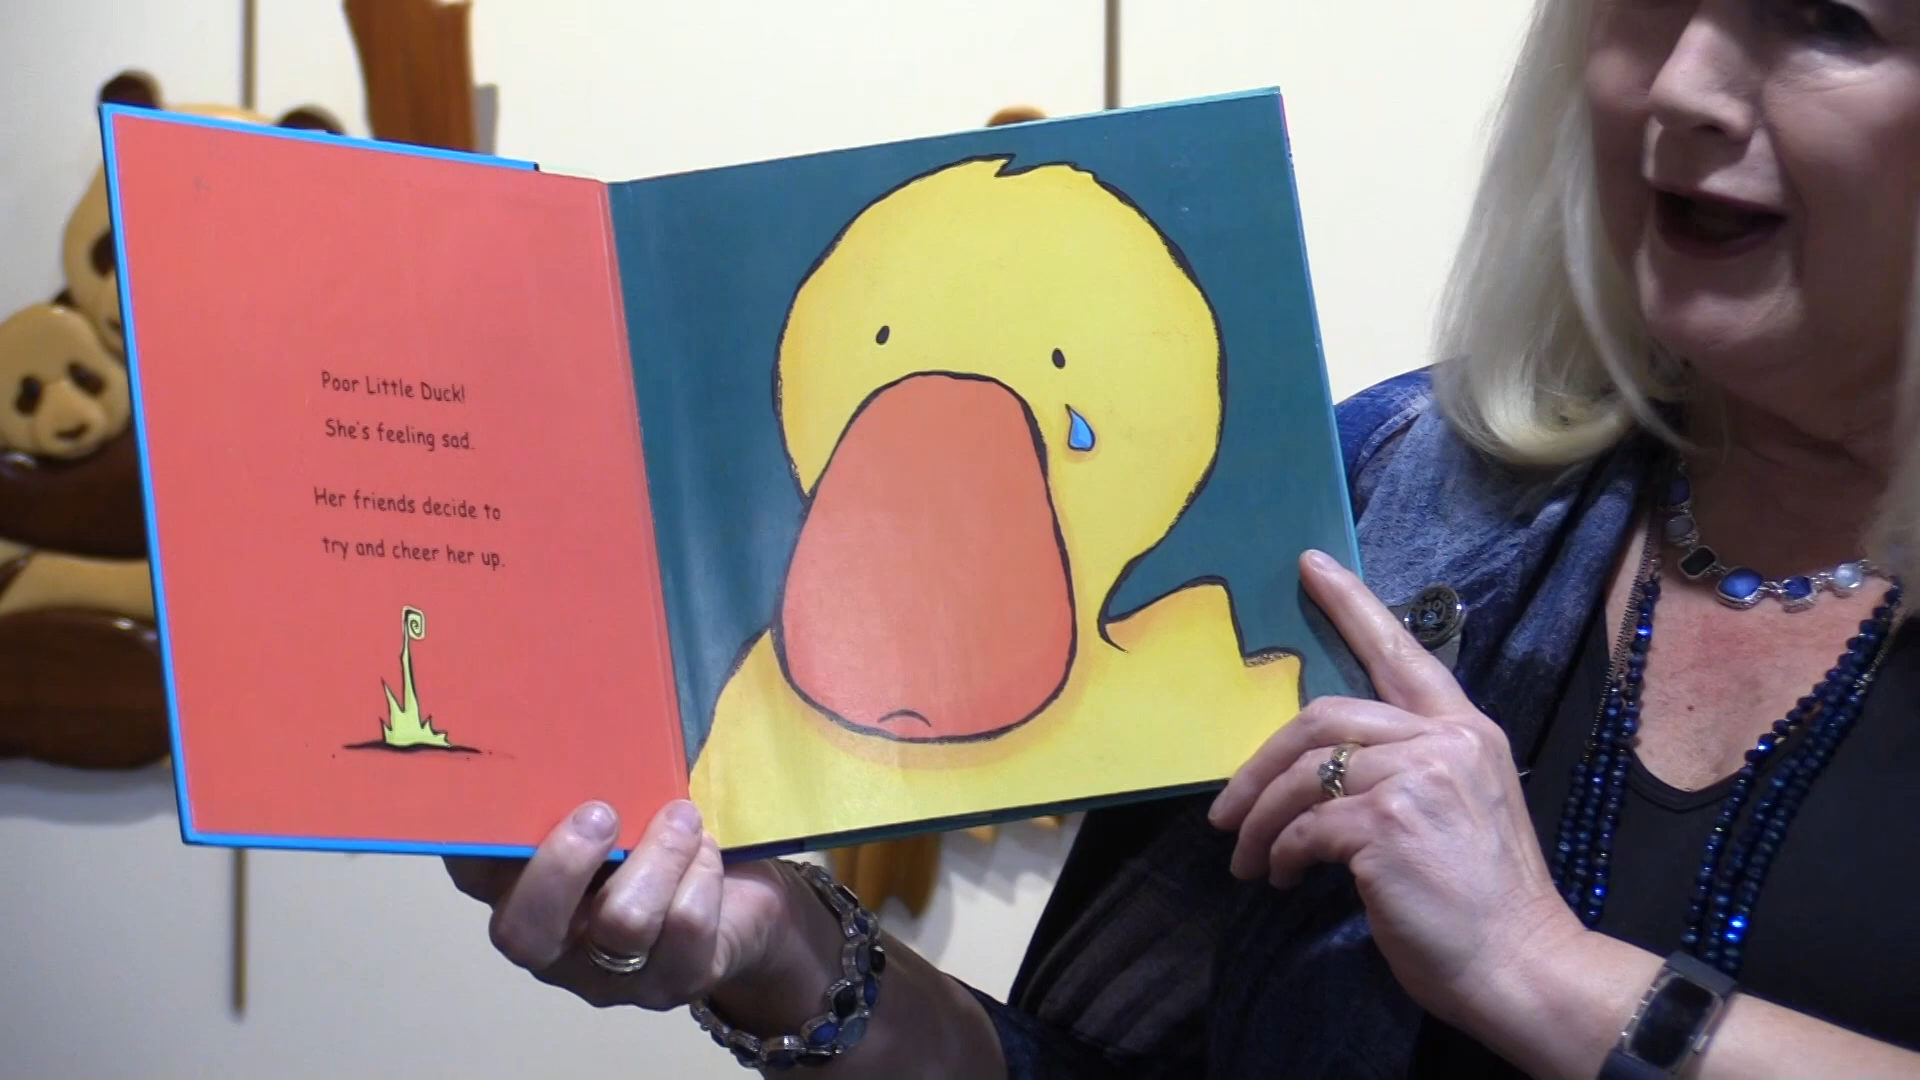 Poor Little Duck!
She's feeling sad.
Her friends decide to
try and cheer her up.